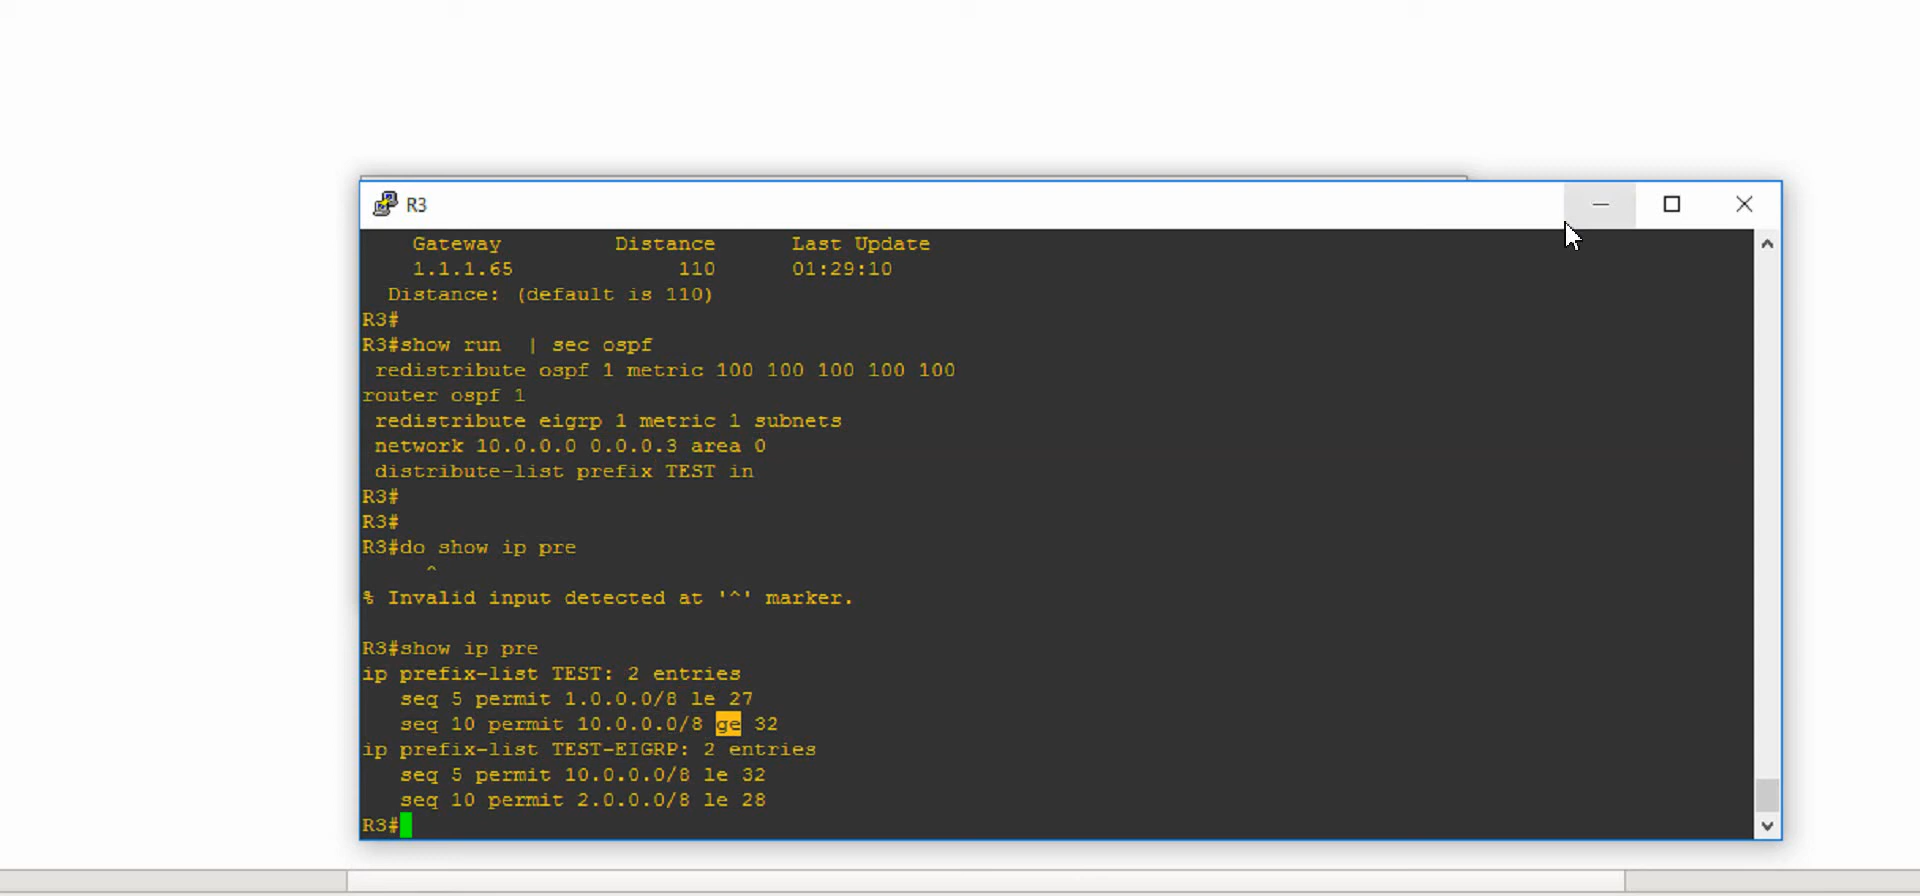 R3
Gateway Distance Last Update
1.1.1.65 110 01:29:10
Distance: (default is 110)
R3#
R3#show run | sec ospf
redistribute ospf 1 metric 100 100 100 100 100
router ospf 1
redistribute eigrp 1 metric 1 subnets
network 10.0.0.0 0.0.0.3 area 0
distribute-list prefix TEST in
R3#
R3#
R3#do show ip pre
^
% Invalid input detected at '^' marker.
R3#show ip pre
ip prefix-list TEST: 2 entries
seq 5 permit 1.0.0.0/8 le 27
seq 10 permit 10.0.0.0/8 ge 32
ip prefix-list TEST-EIGRP: 2 entries
seq 5 permit 10.0.0.0/8 le 32
seq 10 permit 2.0.0.0/8 le 28
R3#